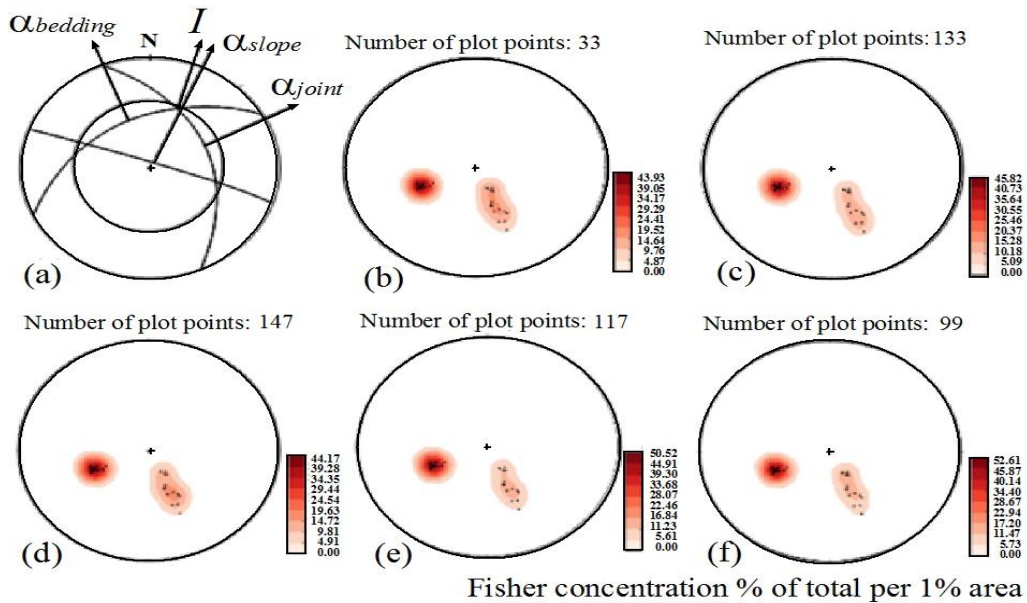 αbedding
I
N
αslope
αjoint
(a)
Number of plot points: 33
43.93
39.05
34.17
29.29
24.41
19.52
14.64
9.76
4.87
0.00
(b)
Number of plot points:133
45.82
40.73
35.64
30.55
25.46
20.37
15.28
10.18
5.09
0.00
(c)
Number of plot points: 147
44.17
39.28
35.35
29.44
24.54
19.63
14.72
9.81
4.91
0.00
(d)
Number of plot points: 117
50.52
44.91
39.30
33.68
28.07
22.46
16.84
11.23
5.61
0.00
(e)
Number of plot points: 99
52.61
45.87
40.14
34.40
28.67
22.94
17.20
11.47
5.73
0.00
(f)
Fisher concentration % of total per 1% area